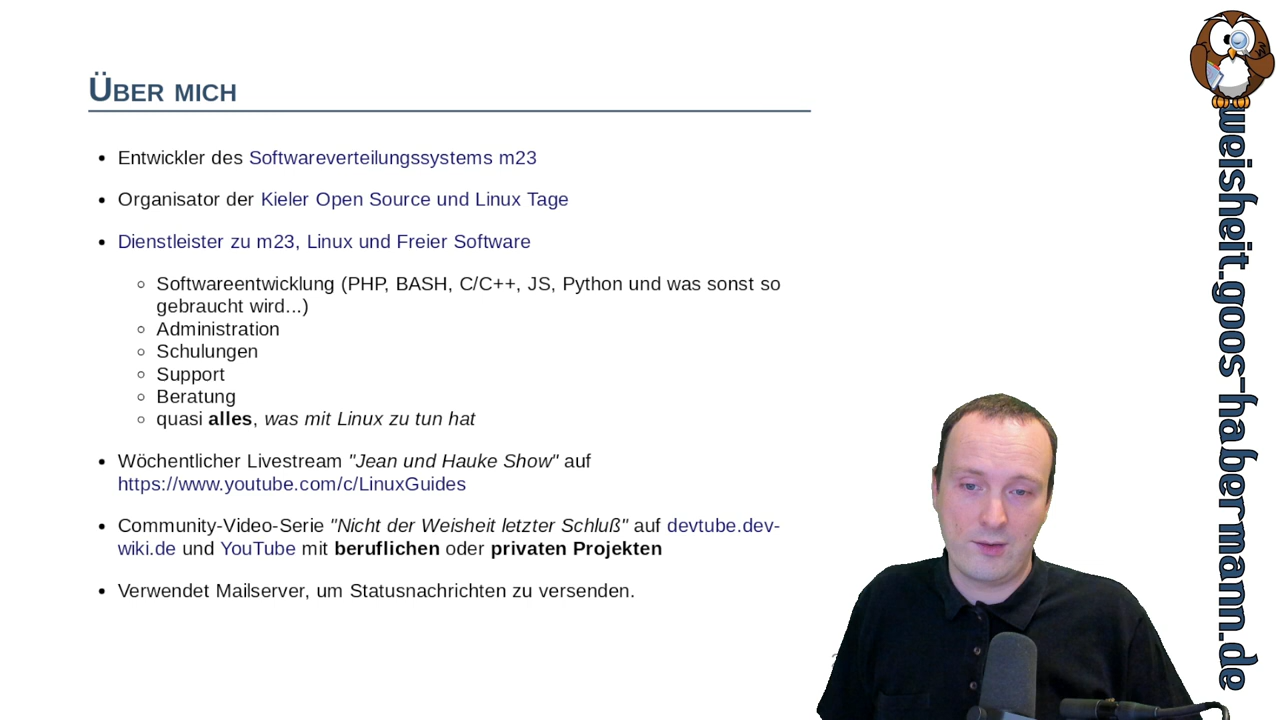 Über mich
• Entwickler des Softwareverteilungssystems m23
• Organisator der Kieler Open Source und Linux Tage
• Dienstleister zu m23, Linux und Freier Software
◦ Softwareentwicklung (PHP, BASH, C/C++, JS, Python und was sonst so
gebraucht wird...)
◦ Administration
◦ Schulungen
◦ Support
◦ Beratung
◦ quasi alles, was mit Linux zu tun hat
• Wöchentlicher Livestream "Jean und Hauke Show" auf
https://www.youtube.com/c/LinuxGuides
• Community-Video-Serie "Nicht der Weisheit letzter Schluß" auf devtube.dev-
wiki.de und YouTube mit beruflichen oder privaten Projekten
• Verwendet Mailserver, um Statusnachrichten zu versenden.
weisheit.goos-habermann.de